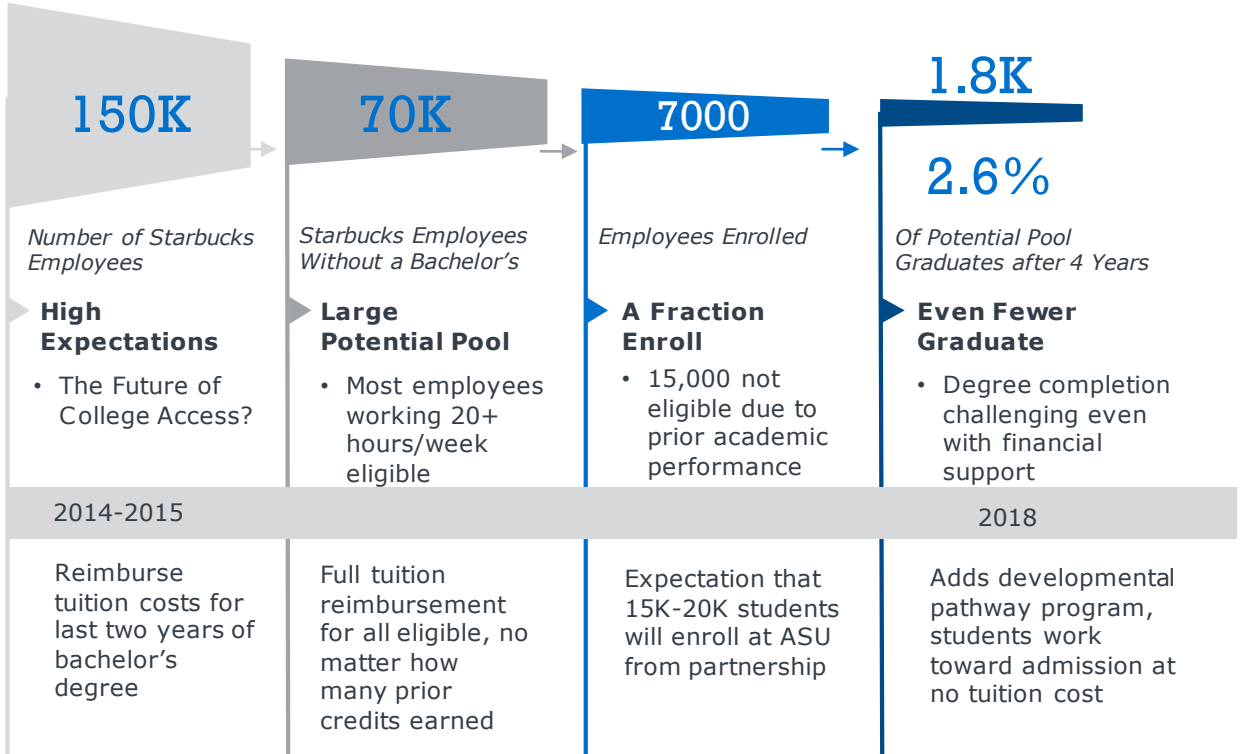 150K
Number of Starbucks
Employees
High
Expectations
• The Future of
College Access?
70K
Starbucks Employees
Without a Bachelor's
Large
Potential Pool
• Most employees
working 20+
hours/week
eligible
7000
Employees Enrolled
A Fraction
Enroll
• 15,000 not
eligible due to
prior academic
performance
1.8K
2.6%
Of Potential Pool
Graduates after 4 Years
Even Fewer
Graduate
• Degree completion
challenging even
with financial
support
2014-2015
2018
Reimburse
tuition costs for
last two years of
bachelor's
degree
Full tuition
reimbursement
for all eligible, no
matter how
many prior
credits earned
Expectation that
15K-20K students
will enroll at ASU
from partnership
Adds developmental
pathway program,
students work
toward admission at
no tuition cost